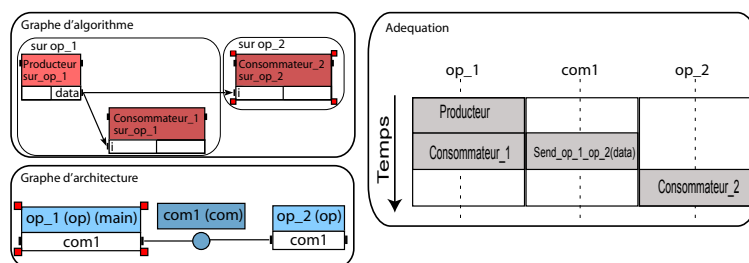 Graphe d'algorithme
sur op_1
sur op_2
Producteur
sur_op_1
data
Consommateur_2
sur_op_2
i
Consommateur_1
sur_op_1
i
Graphe d'architecture
op_1 (op) (main)
com1
com1 (com)
op_2 (op)
com1
Adequation
op_1 com1 op_2
Temps
Producteur
Consommateur_1 Send_op_1_op_2(data)
Consommateur_2